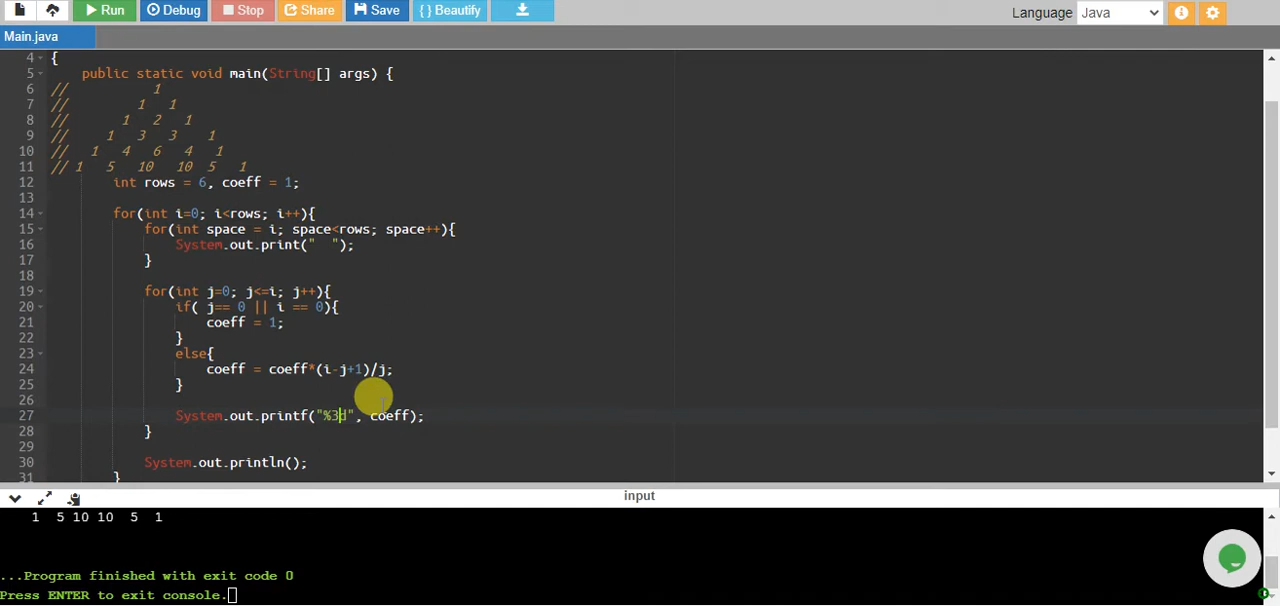 Run Debug Stop Share Save { } Beautify Language Java
Main.java
4 {
5 public static void main(String[] args) {
6 // 1
7 // 1 1
8 // 1 2 1
9 // 1 3 3 1
10 // 1 4 6 4 1
11 // 1 5 10 10 5 1
12 int rows = 6, coeff = 1;
13
14 for(int i=0; i<rows; i++){
15 for(int space = i; space<rows; space++){
16 System.out.print("  ");
17 }
18
19 for(int j=0; j<=i; j++){
20 if( j== 0 || i == 0){
21 coeff = 1;
22 }
23 else{
24 coeff = coeff*(i-j+1)/j;
25 }
26
27 System.out.printf("%3d", coeff);
28 }
29
30 System.out.println();
31 }
input
1 5 10 10 5 1
...Program finished with exit code 0
Press ENTER to exit console.